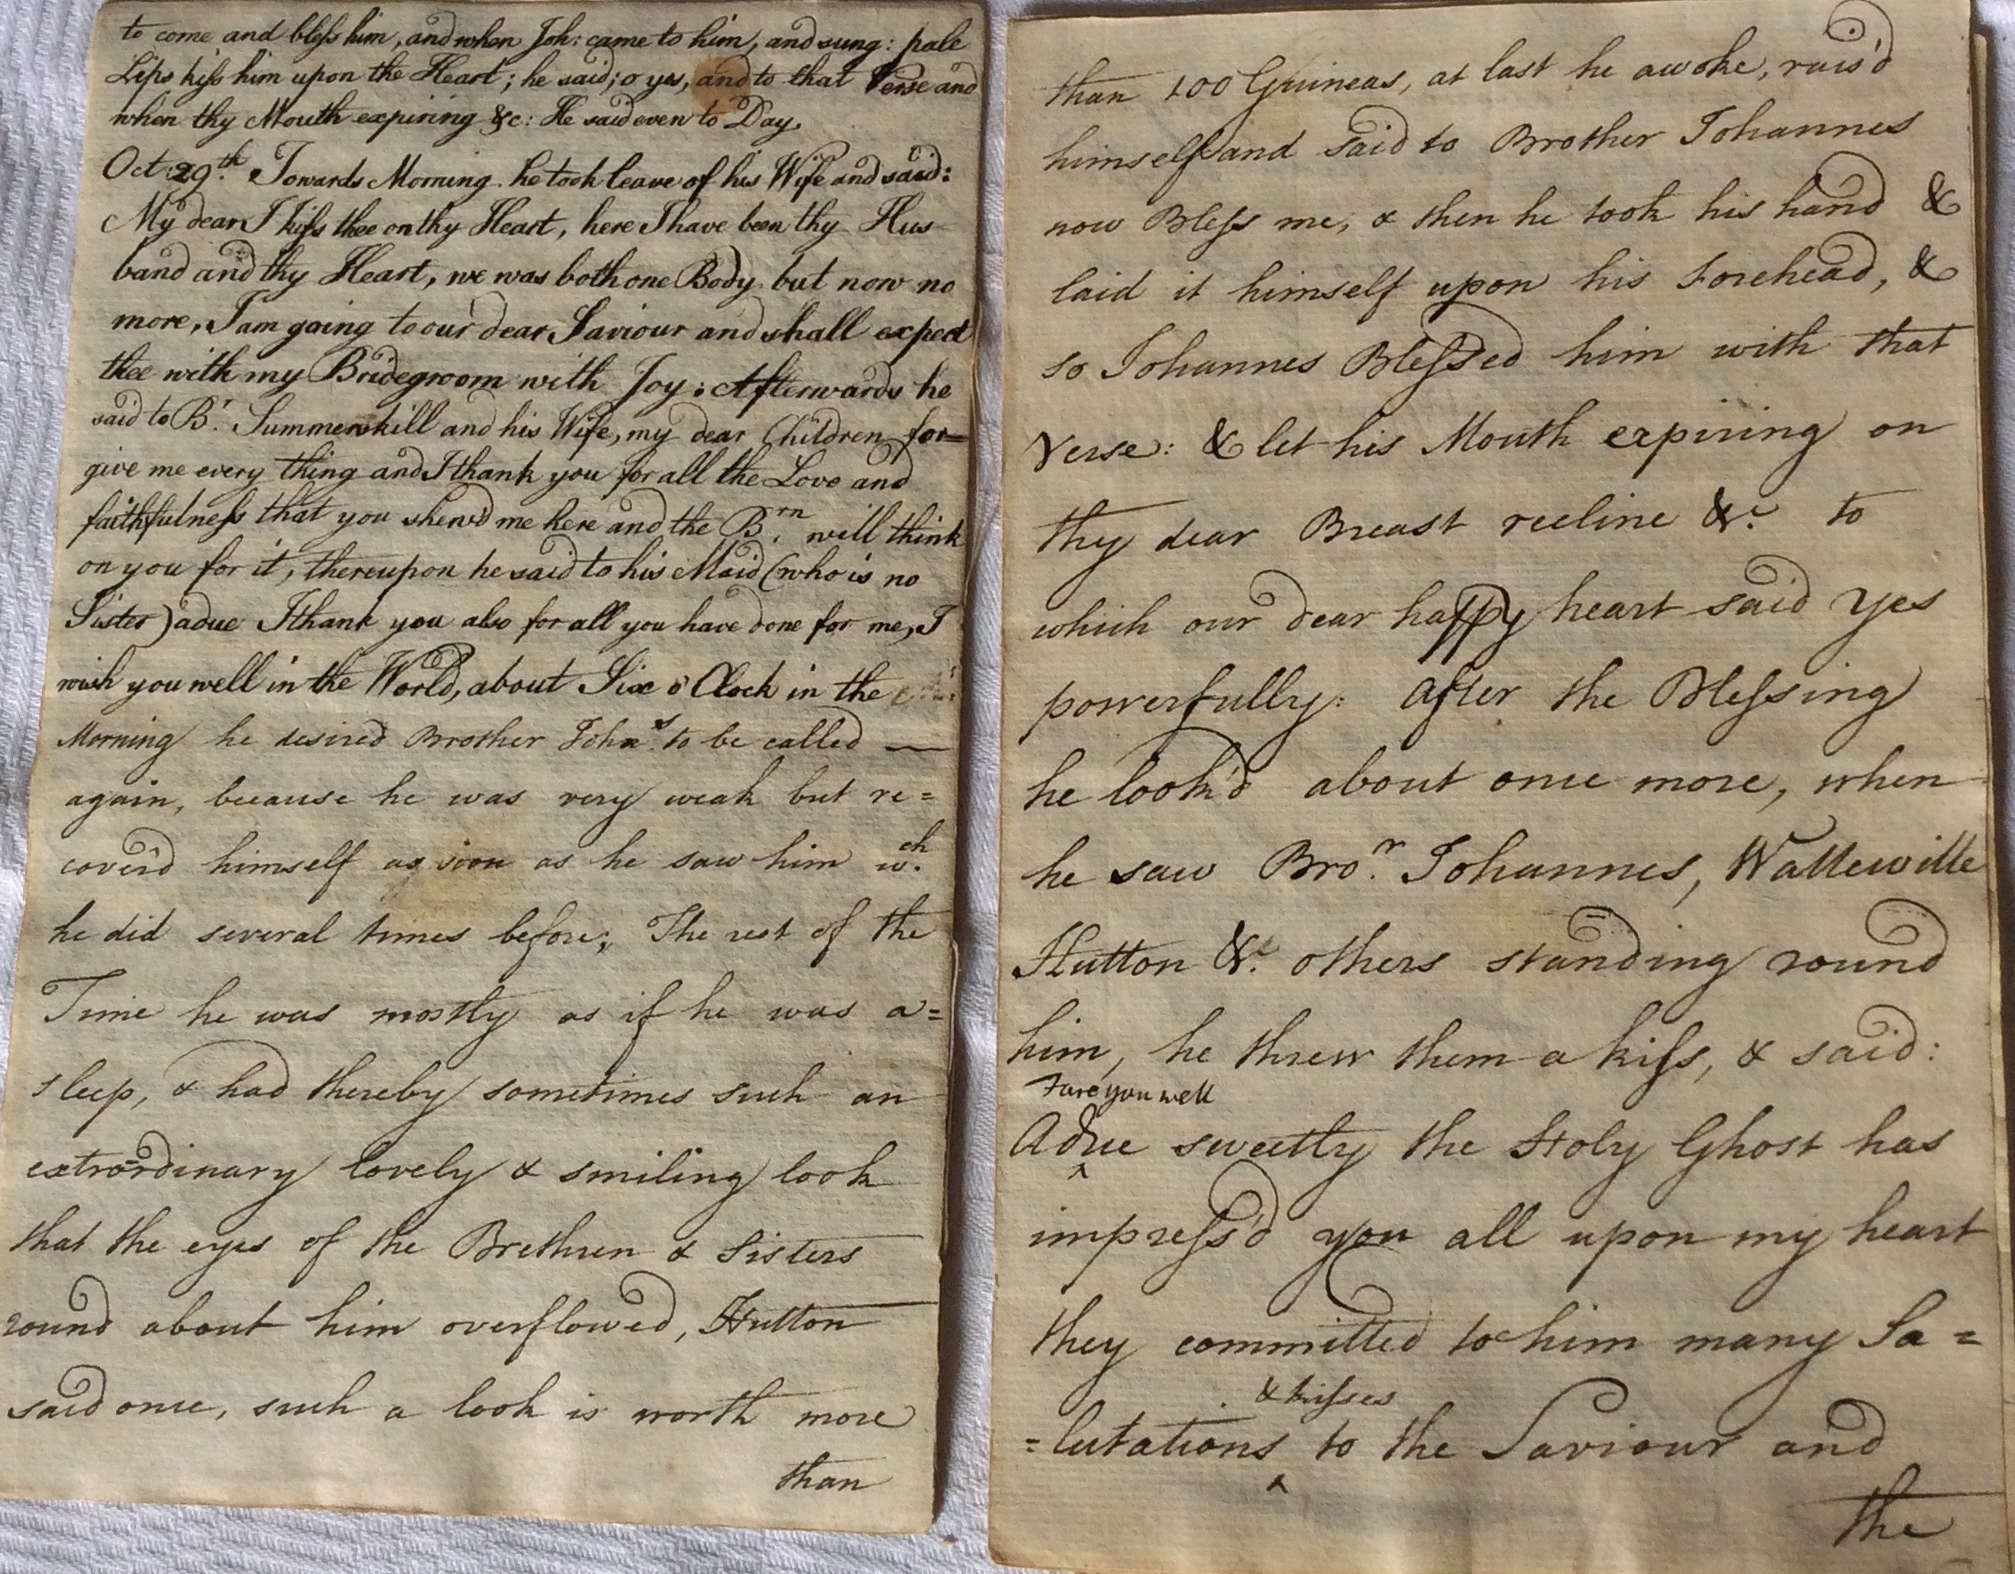 to come and bless him, and when Joh: came to him, and sung: pale
Lips kiss him upon the Heart; he said; o yes, and to that Verse and
when thy Mouth expiring &c: He said even to Day.
Oct: 29.th Towards Morning he took leave of his Wife and said:
My dear I kiss thee on thy Heart, here I have been thy Hus-
band and thy Heart, we was both one Body but now no
more, I am going to our dear Saviour and shall expect
thee with my Bridegroom with Joy: Afterwards he
said to Br. Summerskill and his Wife, my dear Children for=
give me every thing and I thank you for all the Love and
faithfulness that you shew'd me here and the Brn. will think
on you for it, thereupon he said to his Maid (who is no
Sister) adue I thank you also for all you have done for me, I
wish you well in the World, about Six o'Clock in the
Morning he desired Brother Johns. to be called —
again, because he was very weak but re=
cover'd himself as soon as he saw him wch.
he did several times before; The rest of the
Time he was mostly as if he was a=
sleep, & had thereby sometimes such an
extrordinary lovely & smiling look
that the eyes of the Brethren & Sisters
round about him overflowed, Hutton
said once, such a look is worth more
than
than 100 Guineas, at last he awoke, rais'd
himself and said to Brother Johannes
now Bless me, & then he took his hand &
laid it himself upon his Forehead, &
so Johannes Blessed him with that
Verse: & let his Mouth expiring on
thy dear Breast recline &c. to
which our dear happy heart said Yes
powerfully: After the Blessing
he look'd about once more, when
he saw Bror. Johannes, Wattewille
Hutton &c. others standing round
him, he threw them a kiss, & said:
Fare you well
Adue ^ sweetly the Holy Ghost has
impress'd you all upon my heart
they committed to him many Sa=
& kisses
=lutations ^ to the Saviour and
the